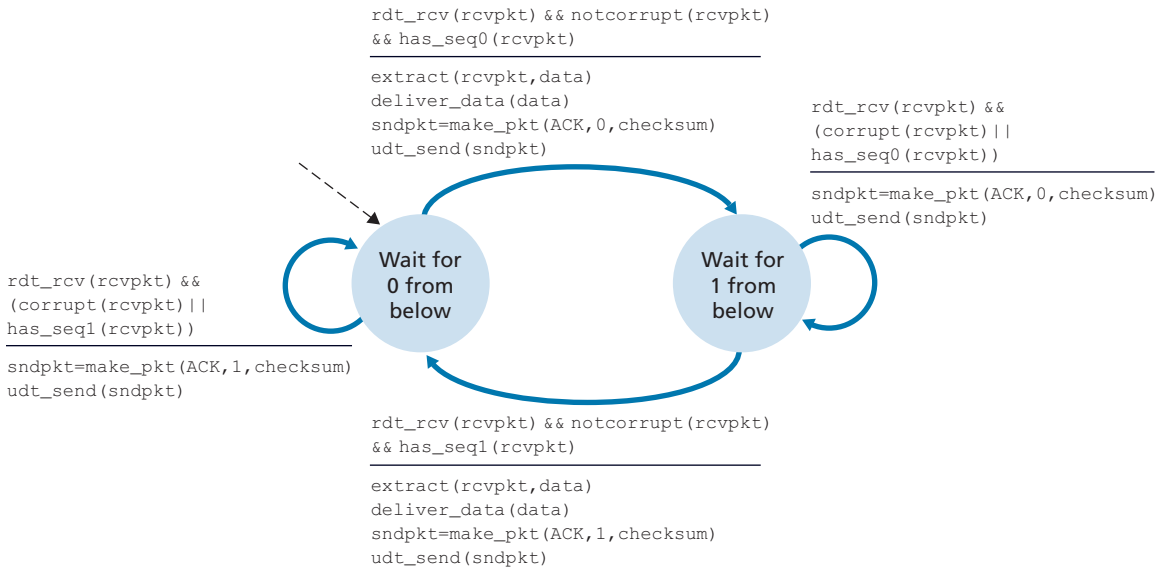 rdt_rcv(rcvpkt) && notcorrupt(rcvpkt)
&& has_seq0(rcvpkt)
extract(rcvpkt,data)
deliver_data(data)
sndpkt=make_pkt(ACK,0,checksum)
udt_send(sndpkt)
rdt_rcv(rcvpkt) &&
(corrupt(rcvpkt)||
has_seq0(rcvpkt))
sndpkt=make_pkt(ACK,0,checksum)
udt_send(sndpkt)
Wait for
0 from
below
Wait for
1 from
below
rdt_rcv(rcvpkt) &&
(corrupt(rcvpkt)||
has_seq1(rcvpkt))
sndpkt=make_pkt(ACK,1,checksum)
udt_send(sndpkt)
rdt_rcv(rcvpkt) && notcorrupt(rcvpkt)
&& has_seq1(rcvpkt)
extract(rcvpkt,data)
deliver_data(data)
sndpkt=make_pkt(ACK,1,checksum)
udt_send(sndpkt)